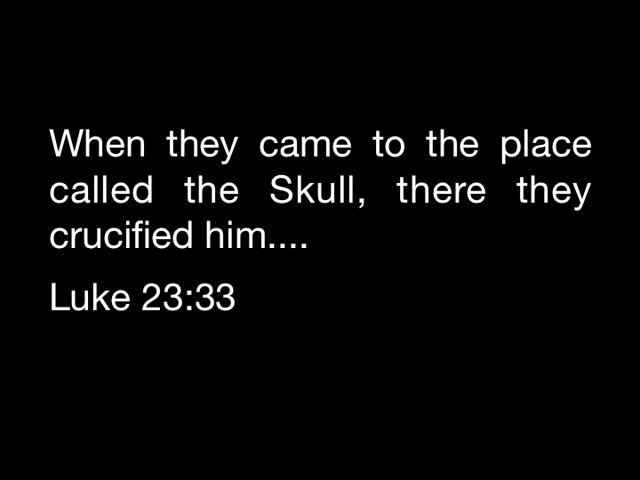 When they came to the place
called the Skull, there they
crucified him....
Luke 23:33